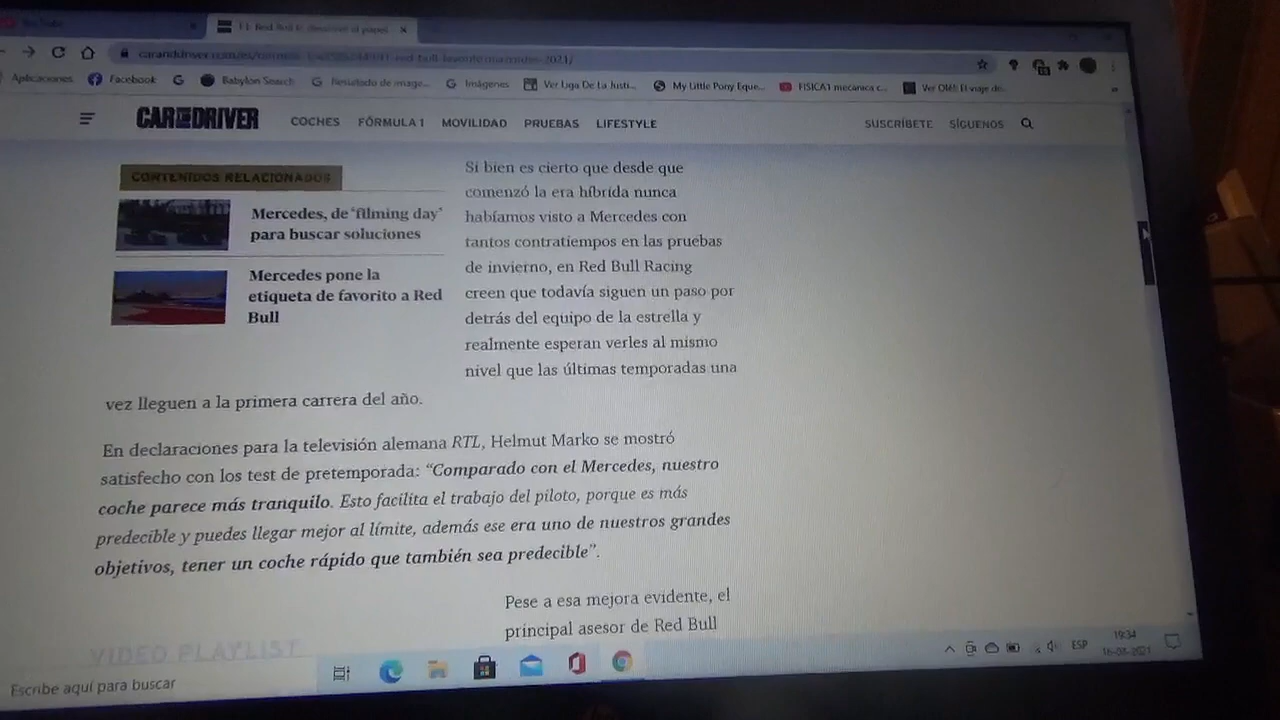 YouTube
F1: Red Bull
caranddriver.com/es/
Aplicaciones Facebook G Babylon Search Resultado de image... Imágenes Ver Liga De La Justi... My Little Pony Eque... FISICA1 mecánica c... Ver Olé! El viaje de...
CAR AND DRIVER COCHES FÓRMULA 1 MOVILIDAD PRUEBAS LIFESTYLE SUSCRÍBETE SÍGUENOS
CONTENIDOS RELACIONADOS
Mercedes, de ‘filming day’
para buscar soluciones
Mercedes pone la
etiqueta de favorito a Red
Bull
Si bien es cierto que desde que
comenzó la era híbrida nunca
habíamos visto a Mercedes con
tantos contratiempos en las pruebas
de invierno, en Red Bull Racing
creen que todavía siguen un paso por
detrás del equipo de la estrella y
realmente esperan verles al mismo
nivel que las últimas temporadas una
vez lleguen a la primera carrera del año.
En declaraciones para la televisión alemana RTL, Helmut Marko se mostró
satisfecho con los test de pretemporada: “Comparado con el Mercedes, nuestro
coche parece más tranquilo. Esto facilita el trabajo del piloto, porque es más
predecible y puedes llegar mejor al límite, además ese era uno de nuestros grandes
objetivos, tener un coche rápido que también sea predecible”.
Pese a esa mejora evidente, el
principal asesor de Red Bull
VIDEO PLAYLIST
Escribe aquí para buscar
ESP
19:34
16-08-2021